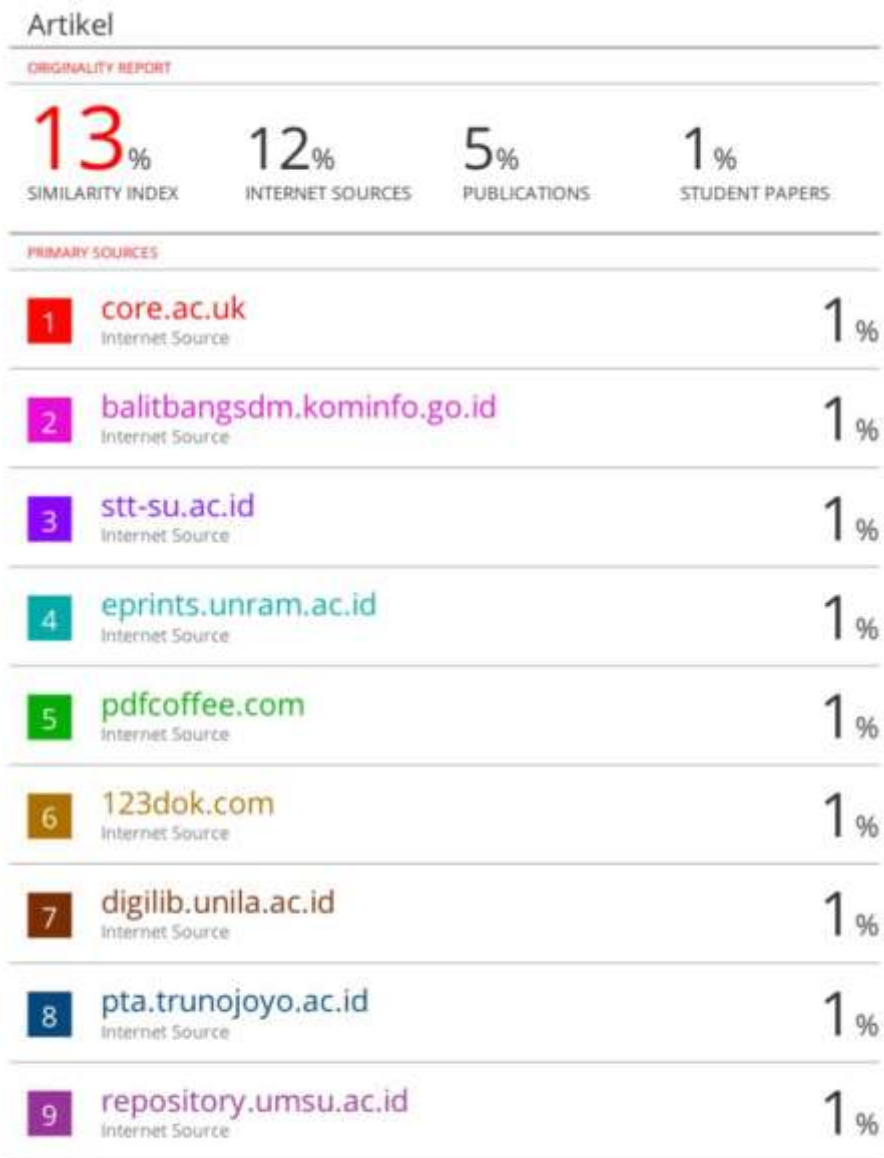 Artikel
ORIGINALITY REPORT
13% 12% 5% 1%
SIMILARITY INDEX INTERNET SOURCES PUBLICATIONS STUDENT PAPERS
PRIMARY SOURCES
1 core.ac.uk 1%
Internet Source
2 balitbangsdm.kominfo.go.id 1%
Internet Source
3 stt-su.ac.id 1%
Internet Source
4 eprints.unram.ac.id 1%
Internet Source
5 pdfcoffee.com 1%
Internet Source
6 123dok.com 1%
Internet Source
7 digilib.unila.ac.id 1%
Internet Source
8 pta.trunojoyo.ac.id 1%
Internet Source
9 repository.umsu.ac.id 1%
Internet Source